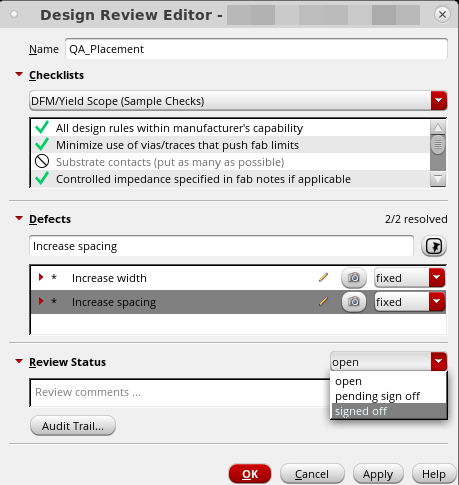 Design Review Editor -
Name QA_Placement
Checklists
DFM/Yield Scope (Sample Checks)
All design rules within manufacturer's capability
Minimize use of vias/traces that push fab limits
Substrate contacts (put as many as possible)
Controlled impedance specified in fab notes if applicable
Defects 2/2 resolved
Increase spacing
* Increase width fixed
* Increase spacing fixed
Review Status open
open
pending sign off
signed off
Review comments ...
Audit Trail...
OK Cancel Apply Help